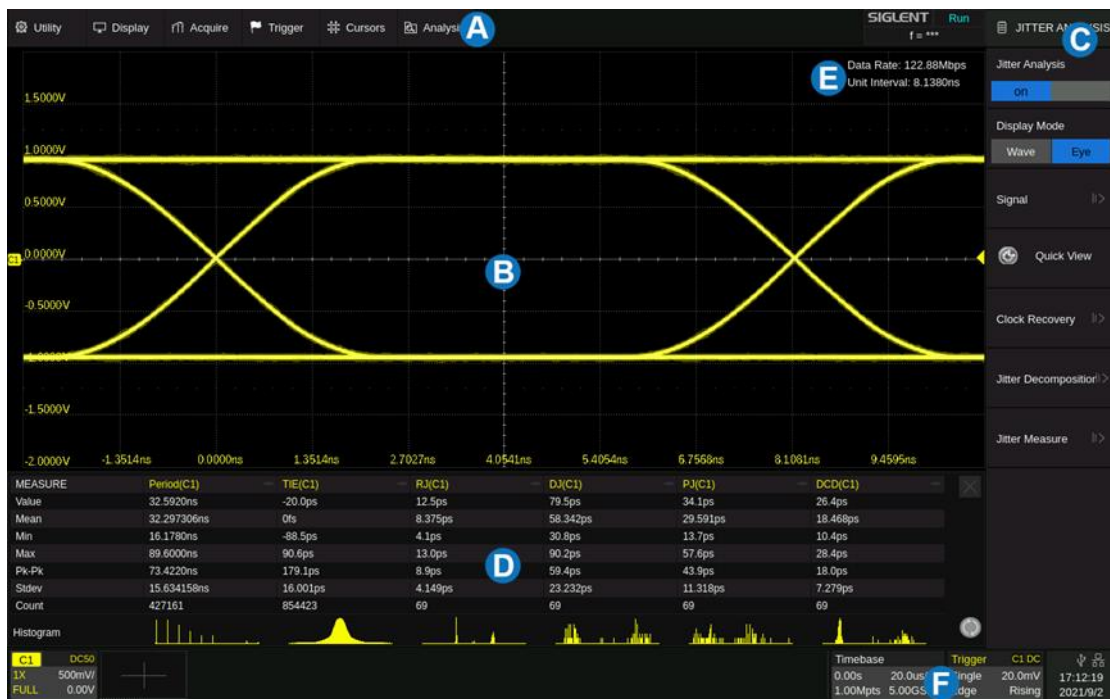 Utility Display Acquire Trigger Cursors Analysis A
SIGLENT Run
f = ***
JITTER ANALYSIS C
Data Rate: 122.88Mbps
E
Unit Interval: 8.1380ns
Jitter Analysis
on
Display Mode
Wave Eye
Signal
Quick View
Clock Recovery
Jitter Decomposition
Jitter Measure
1.5000V
1.0000V
0.5000V
C1 0.0000V
B
-0.5000V
-1.0000V
-1.5000V
-2.0000V -1.3514ns 0.0000ns 1.3514ns 2.7027ns 4.0541ns 5.4054ns 6.7568ns 8.1081ns 9.4595ns
MEASURE Period(C1) TIE(C1) RJ(C1) DJ(C1) PJ(C1) DCD(C1)
Value 32.5920ns -20.0ps 12.5ps 79.5ps 34.1ps 26.4ps
Mean 32.297306ns 0fs 8.375ps 58.342ps 29.591ps 18.468ps
Min 16.1780ns -88.5ps 4.1ps 30.8ps 13.7ps 10.4ps
Max 89.6000ns 90.6ps 13.0ps 90.2ps 57.6ps 28.4ps
D
Pk-Pk 73.4220ns 179.1ps 8.9ps 59.4ps 43.9ps 18.0ps
Stdev 15.634158ns 16.001ps 4.149ps 23.232ps 11.318ps 7.279ps
Count 427161 854423 69 69 69 69
Histogram
C1 DC50
1X 500mV/
FULL 0.00V
Timebase
0.00s 20.0us/
1.00Mpts 5.00GS/
F
Trigger C1 DC
Single 20.0mV
Edge Rising
17:12:19